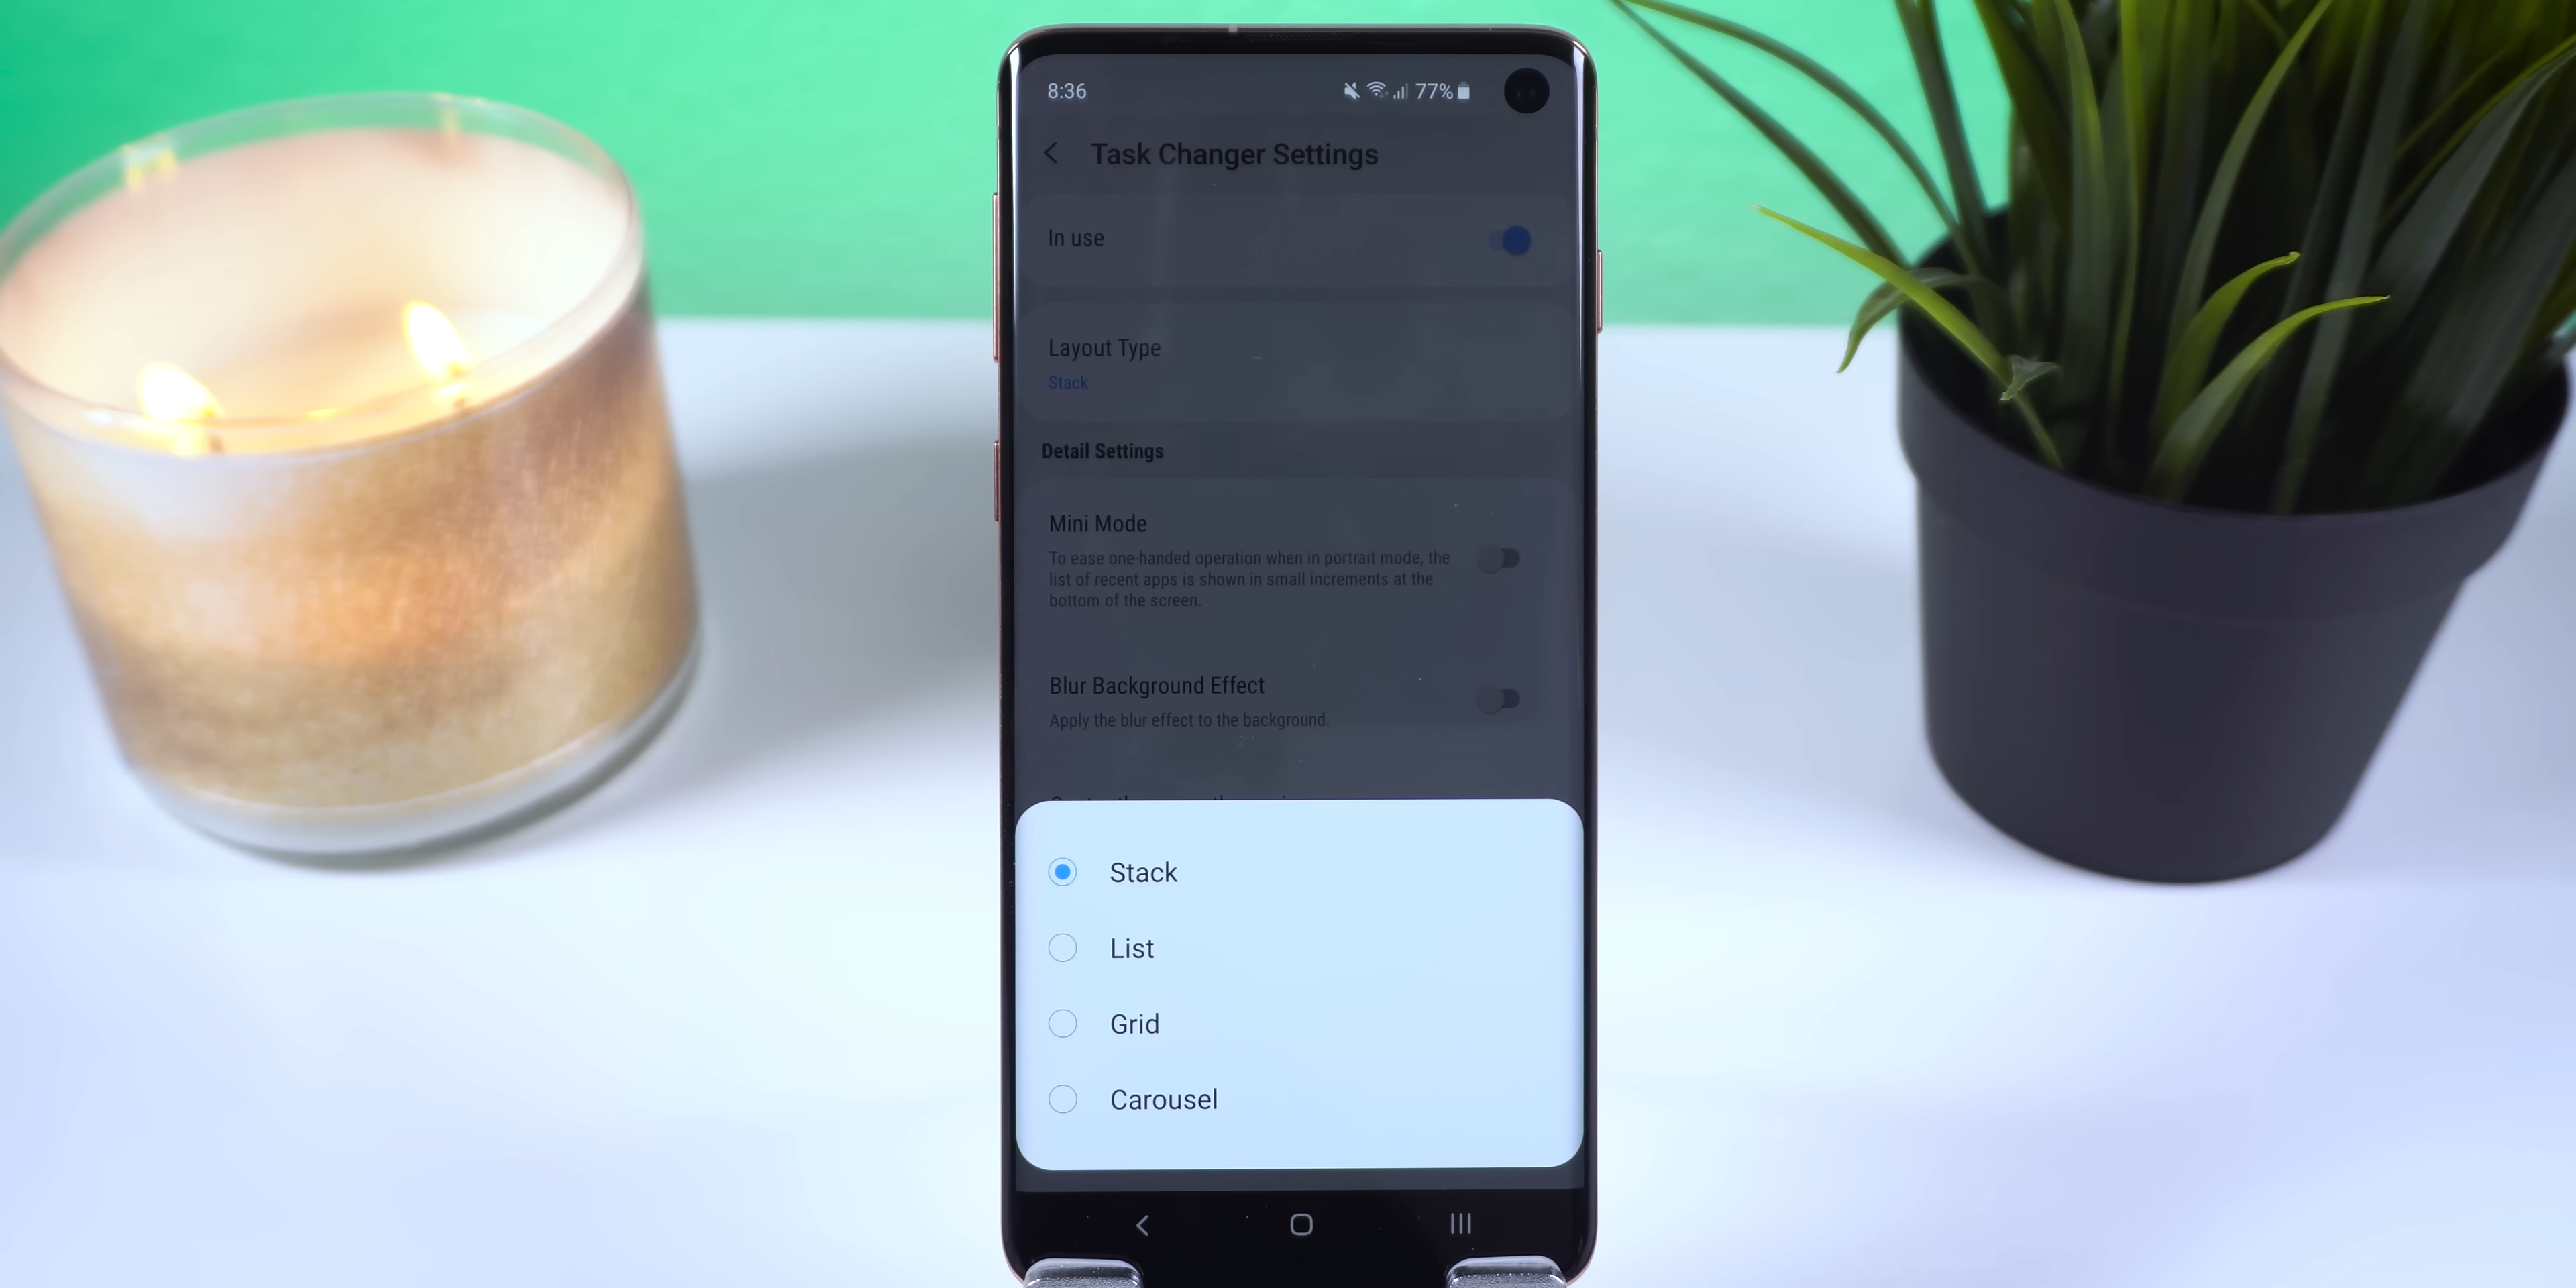 8:36 77%
Task Changer Settings
In use
Layout Type
Stack
Detail Settings
Mini Mode
To ease one-handed operation when in portrait mode, the
list of recent apps is shown in small increments at the
bottom of the screen.
Blur Background Effect
Apply the blur effect to the background.
Stack
List
Grid
Carousel